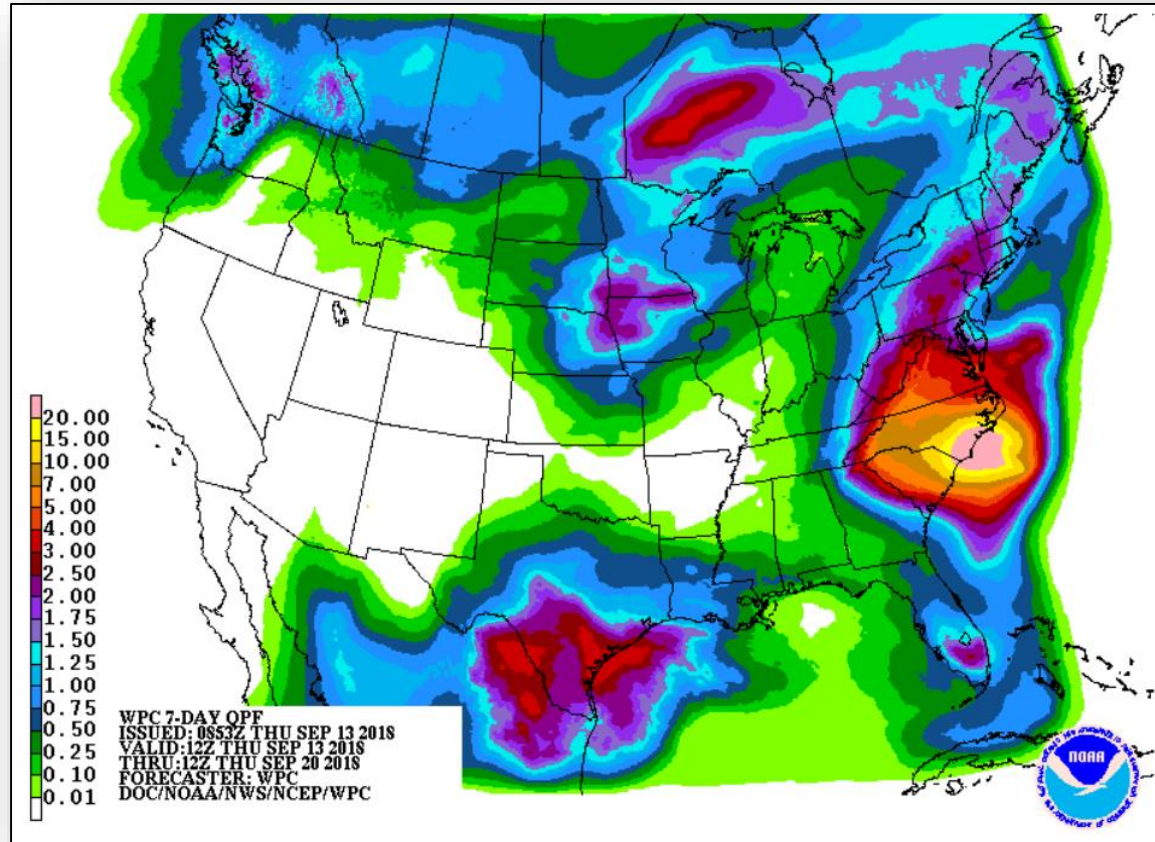 20.00
15.00
10.00
7.00
5.00
4.00
3.00
2.50
2.00
1.75
1.50
1.25
1.00
0.75
0.50
0.25
0.10
0.01
WPC 7-DAY QPF
ISSUED: 0853Z THU SEP 13 2018
VALID:12Z THU SEP 13 2018
THRU:12Z THU SEP 20 2018
FORECASTER: WPC
DOC/NOAA/NWS/NCEP/WPC
NOAA